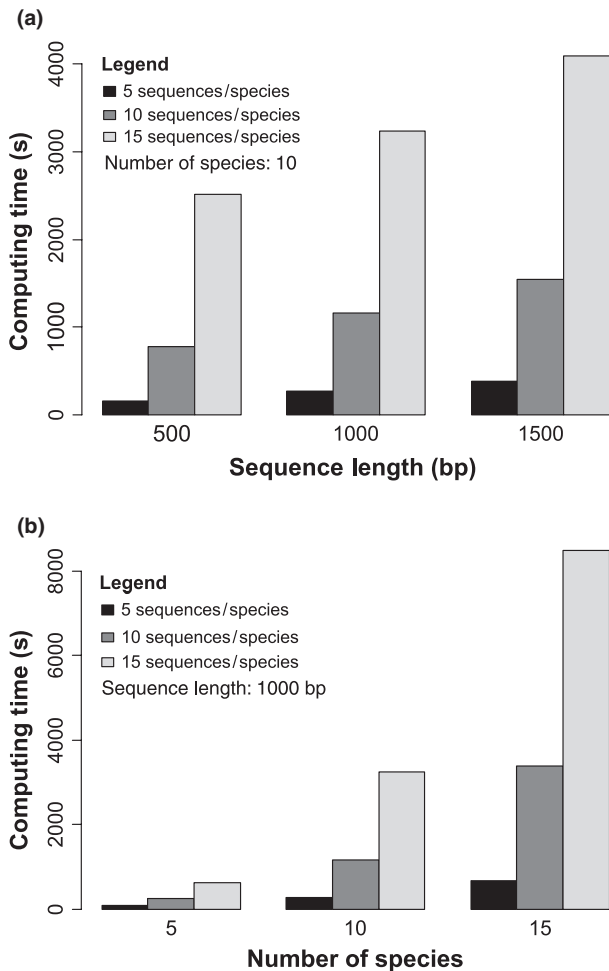 (a)
Computing time (s)
4000
3000
2000
1000
0
Legend
5 sequences/species
10 sequences/species
15 sequences/species
Number of species: 10
500 1000 1500
Sequence length (bp)
(b)
Computing time (s)
8000
6000
4000
2000
0
Legend
5 sequences/species
10 sequences/species
15 sequences/species
Sequence length: 1000 bp
5 10 15
Number of species